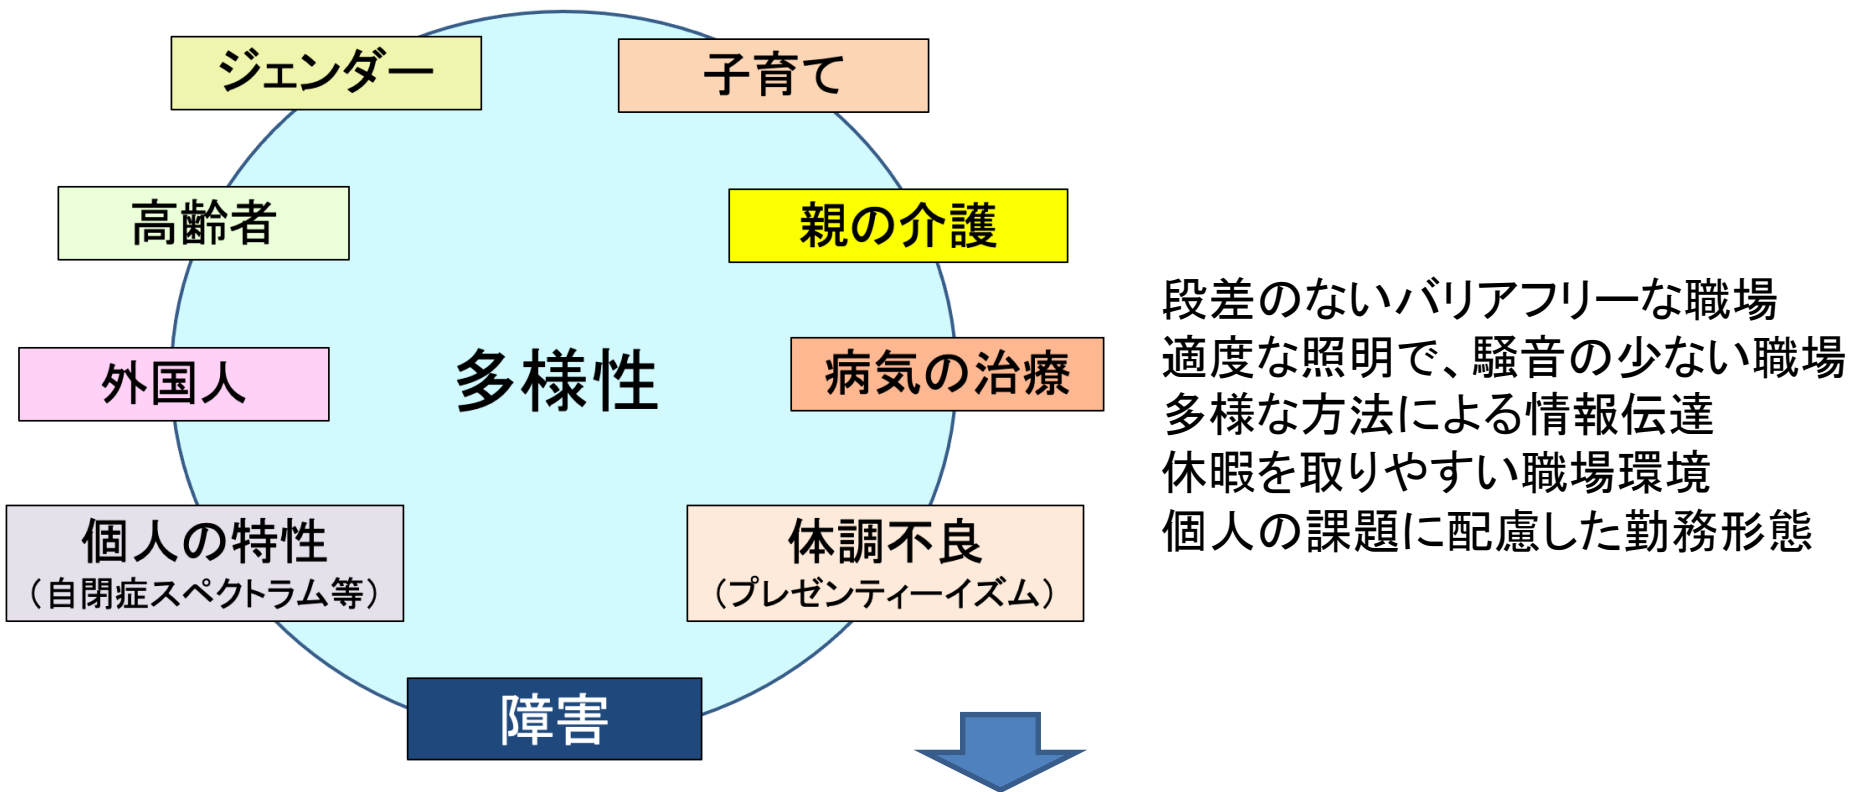 ジェンダー
子育て
高齢者
親の介護
外国人
多様性
病気の治療
個人の特性
（自閉症スペクトラム等）
体調不良
（プレゼンティーイズム）
障害
段差のないバリアフリーな職場
適度な照明で、騒音の少ない職場
多様な方法による情報伝達
休暇を取りやすい職場環境
個人の課題に配慮した勤務形態